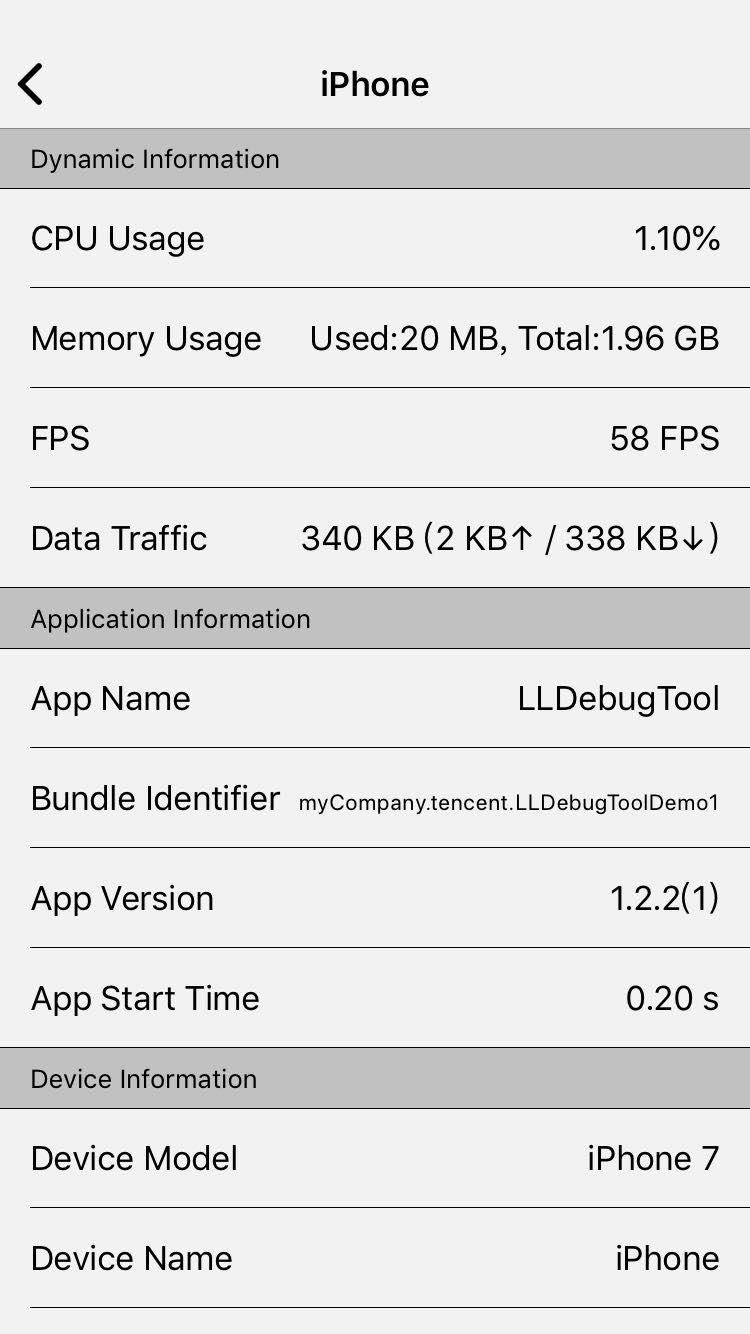 iPhone
Dynamic Information
CPU Usage 1.10%
Memory Usage Used:20 MB, Total:1.96 GB
FPS 58 FPS
Data Traffic 340 KB (2 KB↑ / 338 KB↓)
Application Information
App Name LLDebugTool
Bundle Identifier myCompany.tencent.LLDebugToolDemo1
App Version 1.2.2(1)
App Start Time 0.20 s
Device Information
Device Model iPhone 7
Device Name iPhone